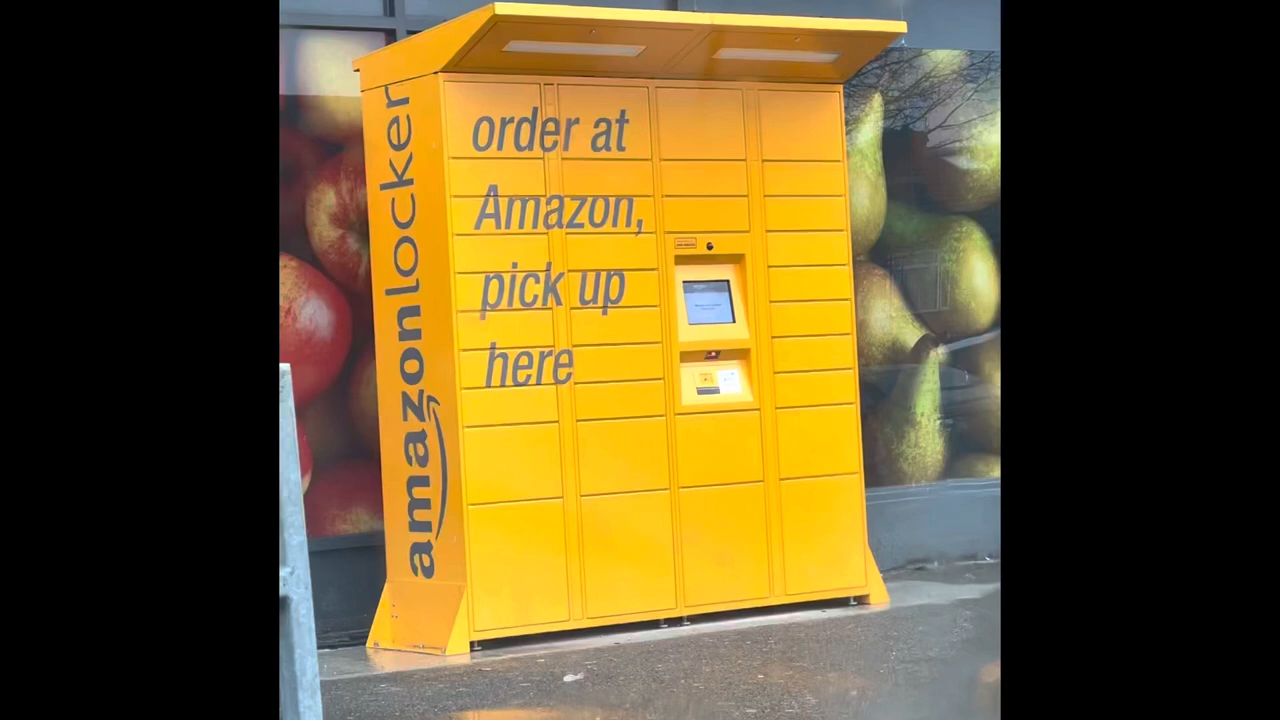 amazonlocker
order at
Amazon,
pick up
here